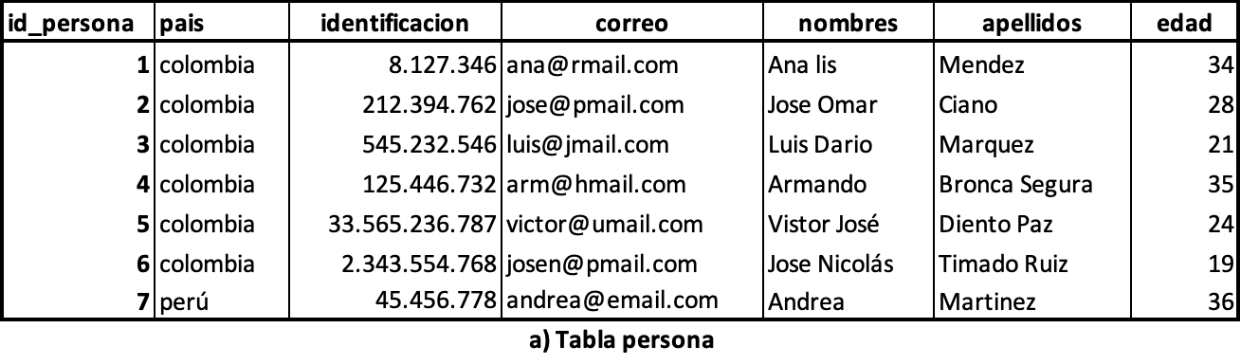 id_persona pais identificacion correo nombres apellidos edad
1 colombia 8.127.346 ana@rmail.com Ana lis Mendez 34
2 colombia 212.394.762 jose@pmail.com Jose Omar Ciano 28
3 colombia 545.232.546 luis@jmail.com Luis Dario Marquez 21
4 colombia 125.446.732 arm@hmail.com Armando Bronca Segura 35
5 colombia 33.565.236.787 victor@umail.com Vistor José Diento Paz 24
6 colombia 2.343.554.768 josen@pmail.com Jose Nicolás Timado Ruiz 19
7 perú 45.456.778 andrea@email.com Andrea Martinez 36
a) Tabla persona